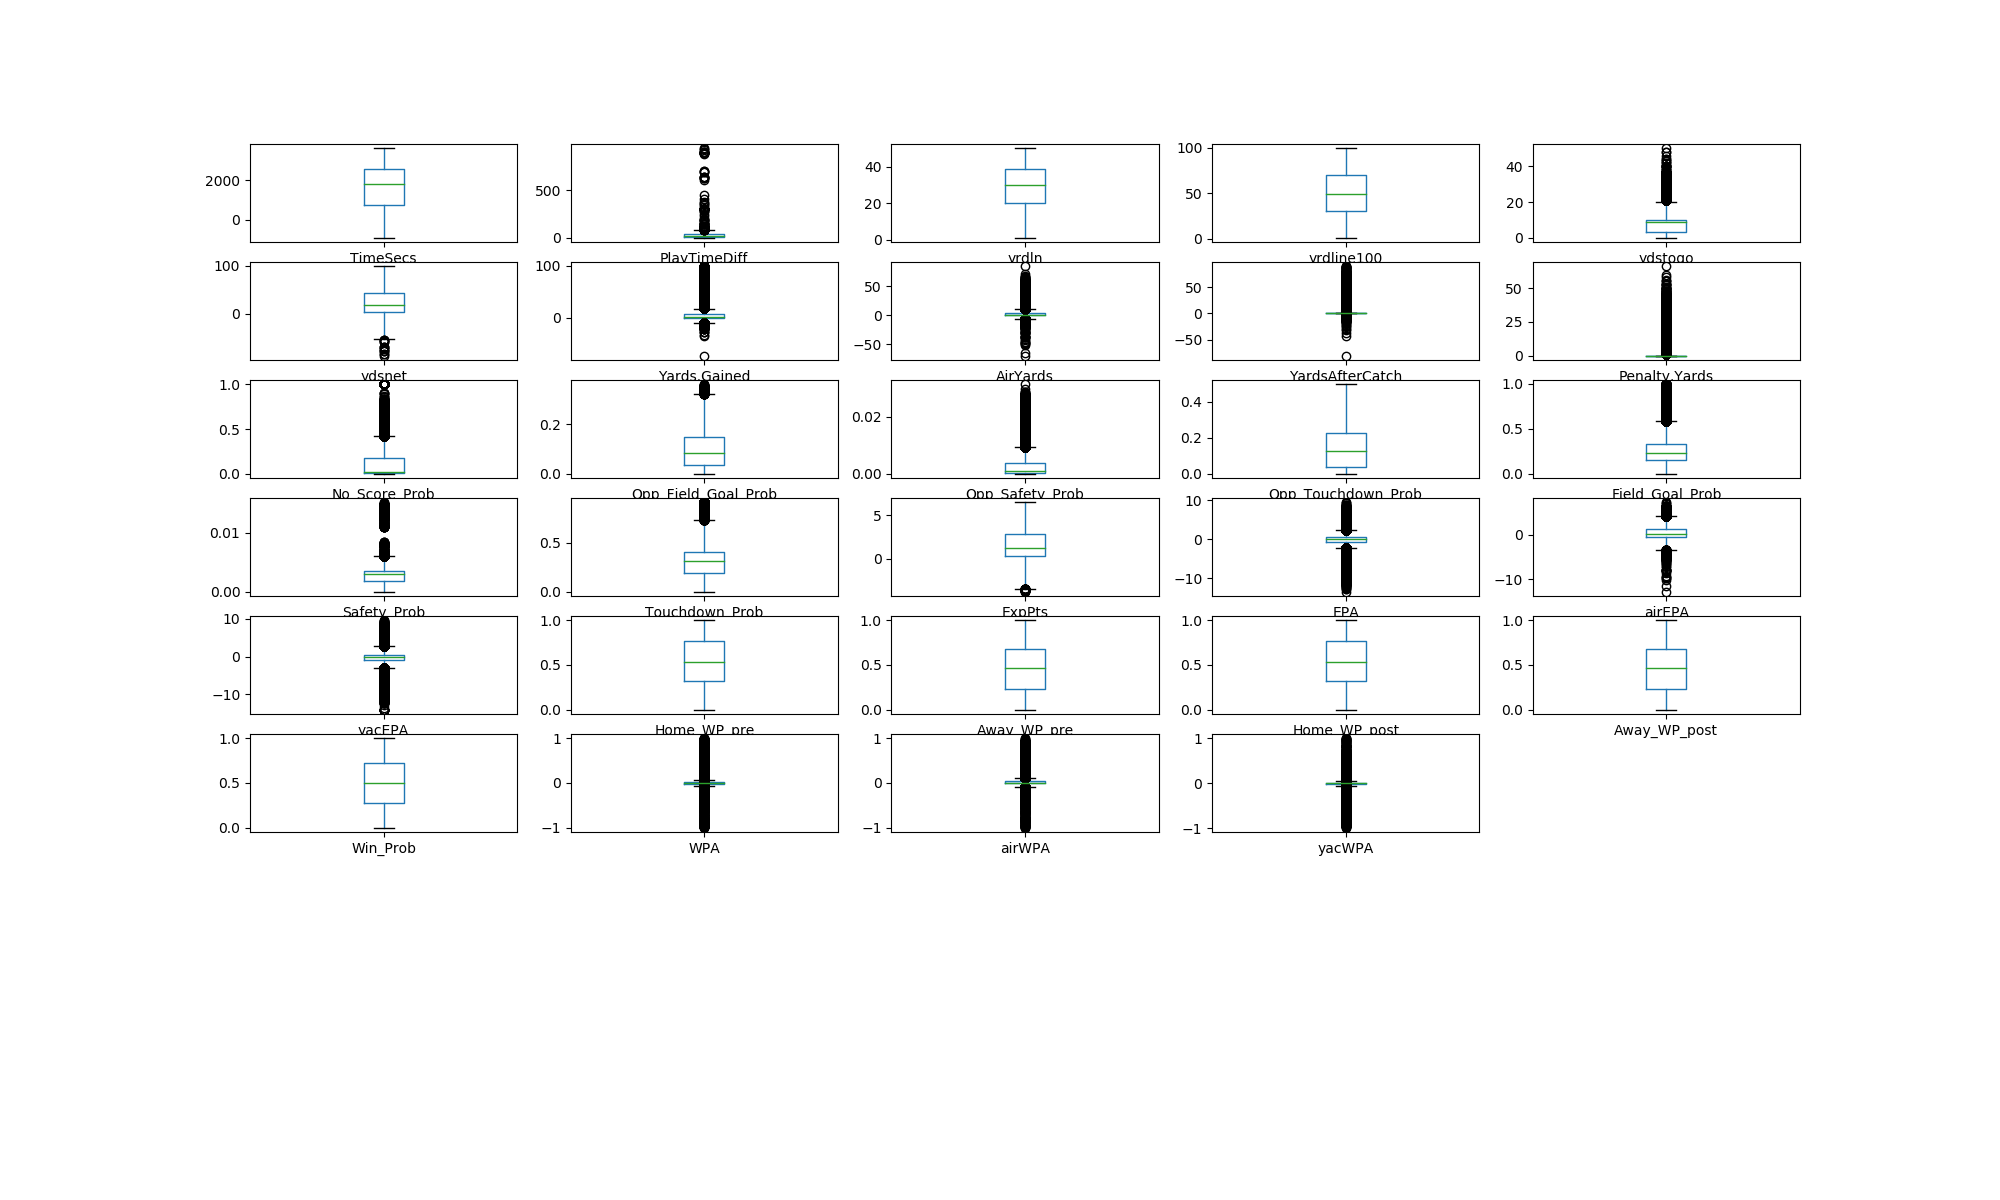 2000
0
TimeSecs
500
0
PlayTimeDiff
40
20
0
yrdln
100
50
0
yrdline100
40
20
0
ydstogo
100
0
ydsnet
100
0
Yards.Gained
50
0
−50
AirYards
50
0
−50
YardsAfterCatch
50
25
0
Penalty.Yards
1.0
0.5
0.0
No_Score_Prob
0.2
0.0
Opp_Field_Goal_Prob
0.02
0.00
Opp_Safety_Prob
0.4
0.2
0.0
Opp_Touchdown_Prob
1.0
0.5
0.0
Field_Goal_Prob
0.01
0.00
Safety_Prob
0.5
0.0
Touchdown_Prob
5
0
ExpPts
10
0
−10
EPA
0
−10
airEPA
10
0
−10
yacEPA
1.0
0.5
0.0
Home_WP_pre
1.0
0.5
0.0
Away_WP_pre
1.0
0.5
0.0
Home_WP_post
1.0
0.5
0.0
Away_WP_post
1.0
0.5
0.0
Win_Prob
1
0
−1
WPA
1
0
−1
airWPA
1
0
−1
yacWPA